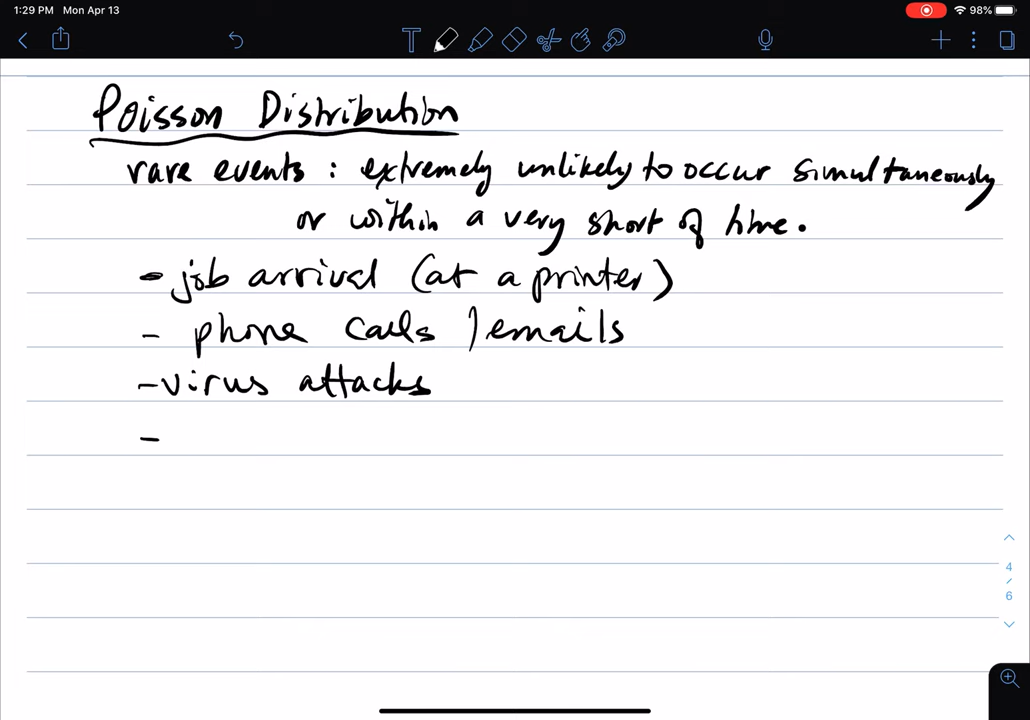 1:29 PM Mon Apr 13
98%
T
Poisson Distribution
rare events : extremely unlikely to occur simultaneously
or within a very short of time.
- job arrival (at a printer)
- phone calls / emails
- virus attacks
-
4
/
6